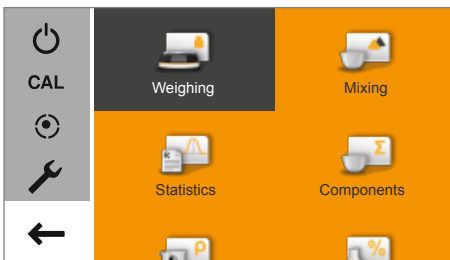 CAL
Weighing
Mixing
Σ
Statistics
Components
ρ
%